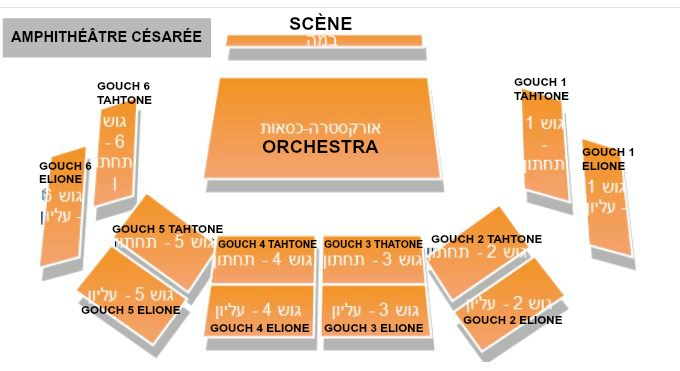 SCÈNE
AMPHITHÉÂTRE CÉSARÉE
במה
GOUCH 6
TAHTONE
גוש
6 -
תחתו
GOUCH 1
TAHTONE
גוש 1
-
תחתון
אורקסטרה-כסאות
ORCHESTRA
GOUCH 6
ELIONE
גוש 6
- עליון
GOUCH 1
ELIONE
גוש 1
- עליון
GOUCH 5 TAHTONE
גוש 5 - תחתון
GOUCH 4 TAHTONE
גוש 4 - תחתון
GOUCH 3 THATONE
גוש 3 - תחתון
GOUCH 2 TAHTONE
גוש 2 - תחתון
גוש 5 - עליון
GOUCH 5 ELIONE
גוש 4 - עליון
GOUCH 4 ELIONE
גוש 3 - עליון
GOUCH 3 ELIONE
גוש 2 - עליון
GOUCH 2 ELIONE